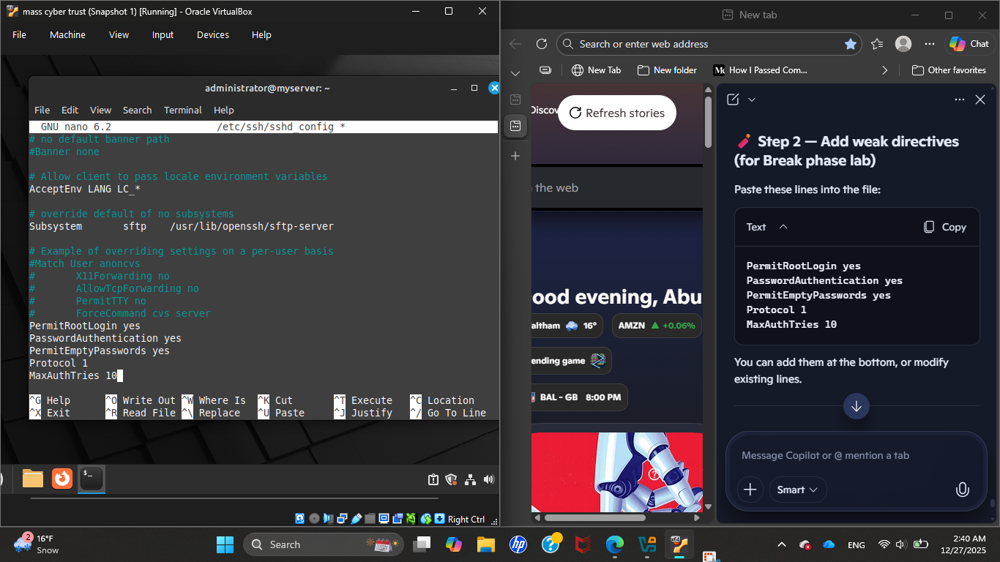 mass cyber trust (Snapshot 1) [Running] - Oracle VirtualBox
File Machine View Input Devices Help
administrator@myserver: ~
File Edit View Search Terminal Help
GNU nano 6.2 /etc/ssh/sshd_config *
# no default banner path
#Banner none
# Allow client to pass locale environment variables
AcceptEnv LANG LC_*
# override default of no subsystems
Subsystem sftp /usr/lib/openssh/sftp-server
# Example of overriding settings on a per-user basis
#Match User anoncvs
# X11Forwarding no
# AllowTcpForwarding no
# PermitTTY no
# ForceCommand cvs server
PermitRootLogin yes
PasswordAuthentication yes
PermitEmptyPasswords yes
Protocol 1
MaxAuthTries 10
^G Help ^O Write Out ^W Where Is ^K Cut ^T Execute ^C Location
^X Exit ^R Read File ^\ Replace ^U Paste ^J Justify ^/ Go To Line
$_
Right Ctrl
New tab
Search or enter web address
Chat
New Tab New folder M How I Passed Com... Other favorites
Discov
Refresh stories
the web
ood evening, Abu
altham 16° AMZN ▲ +0.06%
ending game
BAL - GB 8:00 PM
Step 2 — Add weak directives
(for Break phase lab)
Paste these lines into the file:
Text Copy
PermitRootLogin yes
PasswordAuthentication yes
PermitEmptyPasswords yes
Protocol 1
MaxAuthTries 10
You can add them at the bottom, or modify
existing lines.
Message Copilot or @ mention a tab
Smart
2
16°F
Snow
Search
hp
ENG
2:40 AM
12/27/2025